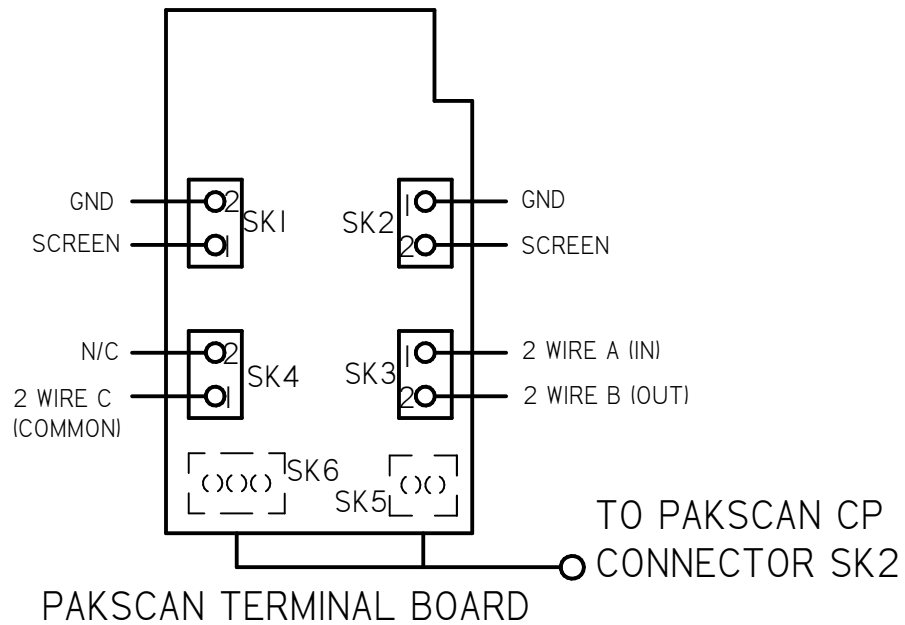 GND
2
SK1
1
SCREEN
1
SK2
2
GND
SCREEN
N/C
2
SK4
1
2 WIRE C
(COMMON)
1
SK3
2
2 WIRE A (IN)
2 WIRE B (OUT)
SK6
SK5
TO PAKSCAN CP
CONNECTOR SK2
PAKSCAN TERMINAL BOARD